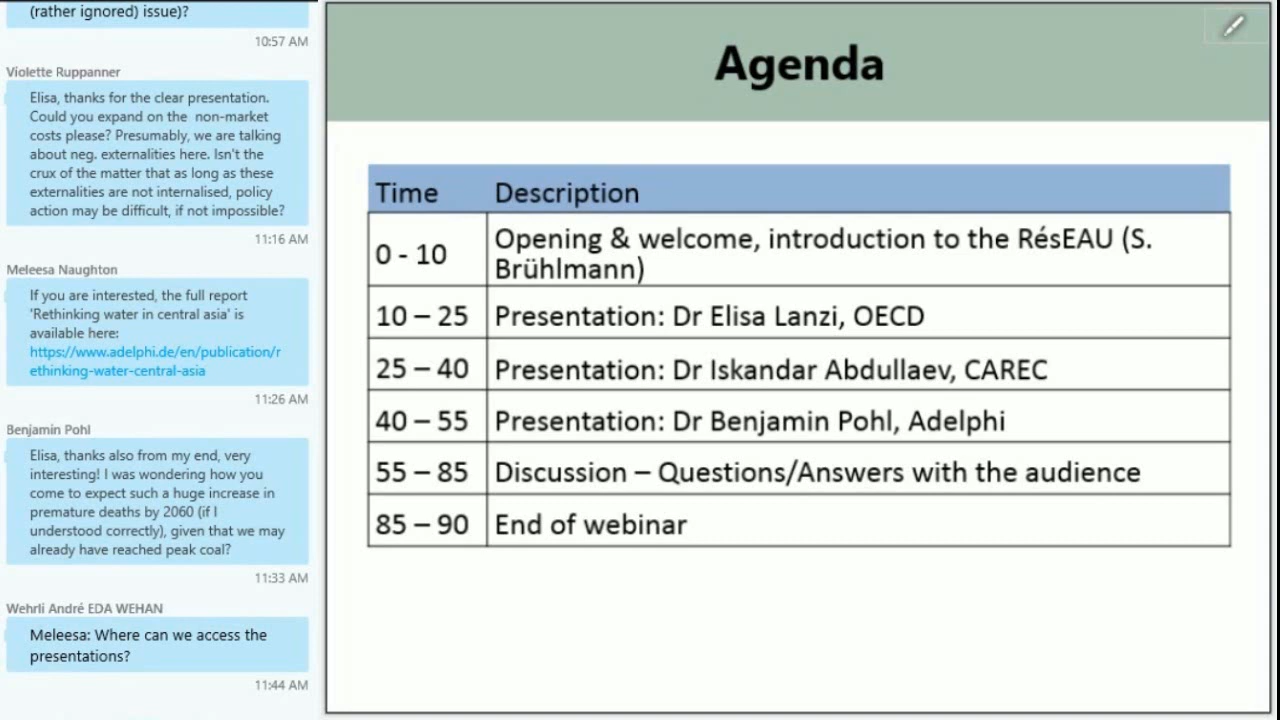 (rather ignored) issue)?
10:57 AM
Violette Ruppanner
Elisa, thanks for the clear presentation.
Could you expand on the  non-market
costs please? Presumably, we are talking
about neg. externalities here. Isn't the
crux of the matter that as long as these
externalities are not internalised, policy
action may be difficult, if not impossible?
11:16 AM
Meleesa Naughton
If you are interested, the full report
'Rethinking water in central asia' is
available here:
https://www.adelphi.de/en/publication/r
ethinking-water-central-asia
11:26 AM
Benjamin Pohl
Elisa, thanks also from my end, very
interesting! I was wondering how you
come to expect such a huge increase in
premature deaths by 2060 (if I
understood correctly), given that we may
already have reached peak coal?
11:33 AM
Wehrli André EDA WEHAN
Meleesa: Where can we access the
presentations?
11:44 AM
Agenda
Time Description
0 - 10 Opening & welcome, introduction to the RésEAU (S.
Brühlmann)
10 – 25 Presentation: Dr Elisa Lanzi, OECD
25 – 40 Presentation: Dr Iskandar Abdullaev, CAREC
40 – 55 Presentation: Dr Benjamin Pohl, Adelphi
55 – 85 Discussion – Questions/Answers with the audience
85 – 90 End of webinar